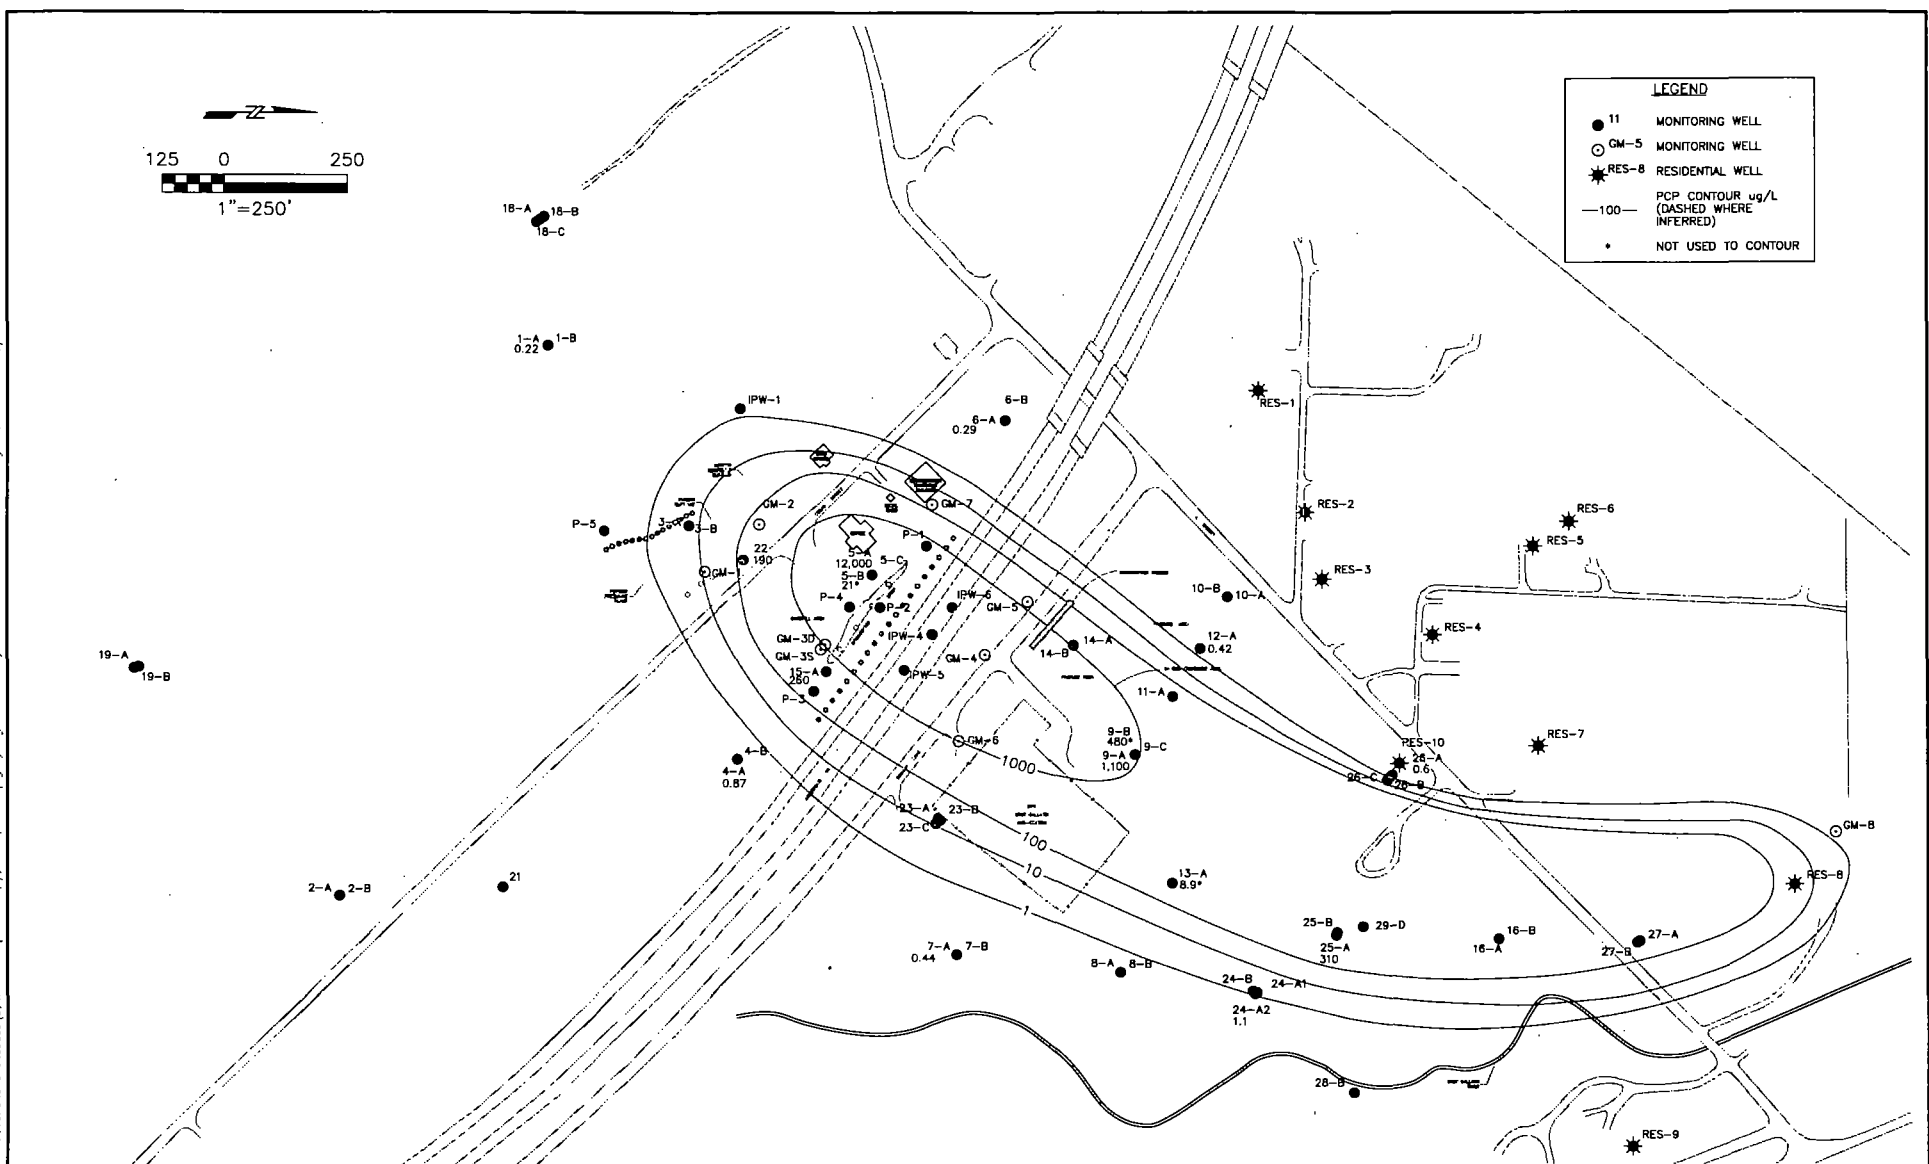 LEGEND
11 MONITORING WELL
GM-5 MONITORING WELL
RES-8 RESIDENTIAL WELL
—100— PCP CONTOUR ug/L
(DASHED WHERE
INFERRED)
* NOT USED TO CONTOUR
N
125 0 250
1"=250'
18-A 18-B
18-C
1-A 1-B
0.22
IPW-1
6-B
6-A
0.29
RES-1
GM-2
GM-7
RES-2
RES-6
P-5
3-B
P-1
RES-5
22
190
5-A 5-C
12,000
5-B
21*
GM-1
RES-3
10-B 10-A
P-4
P-2
IPW-6
GM-5
RES-4
GM-3D
GM-3S
IPW-4
14-A
14-B
12-A
0.42
19-A
19-B
15-A
260
IPW-5
GM-4
P-3
11-A
GM-6
1000
9-B
480*
9-C
9-A
1,100
4-B
4-A
0.87
RES-10
26-A
0.6
26-C 26-B
RES-7
23-A 23-B
23-C
100
10
1
GM-8
13-A
8.9*
RES-8
2-A 2-B
21
25-B
25-A
310
29-D
16-B
16-A
27-A
27-B
7-A 7-B
0.44
8-A 8-B
24-B 24-A1
24-A2
1.1
28-B
RES-9